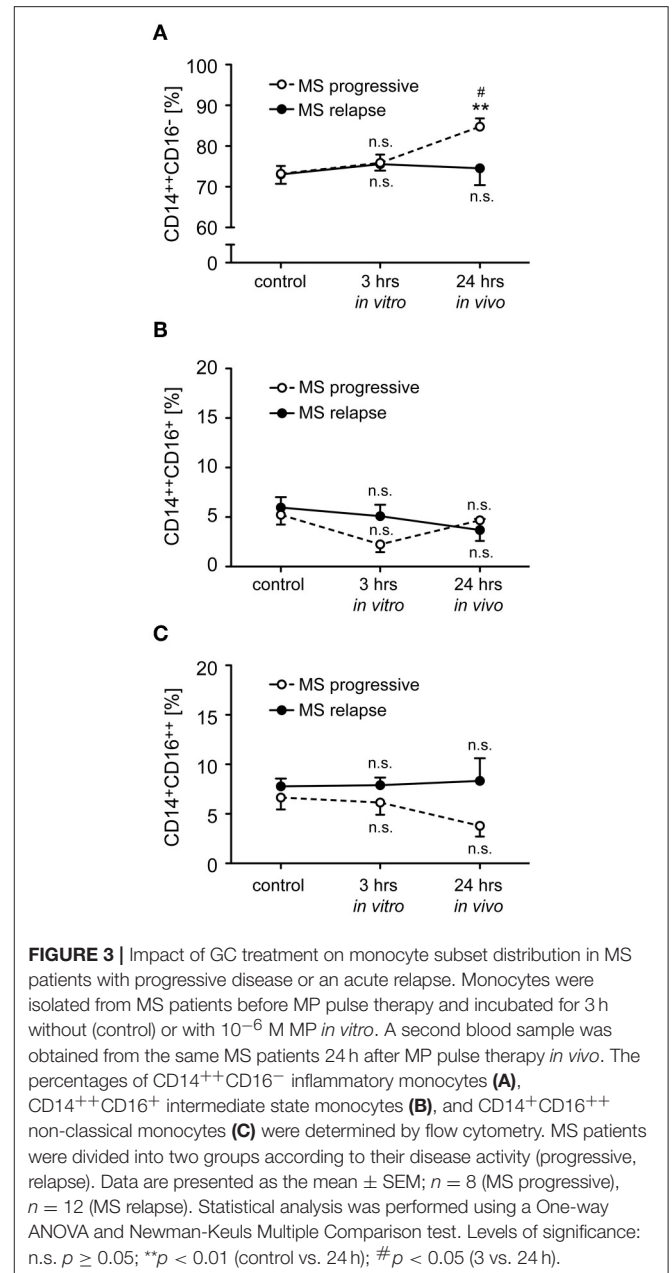 A
CD14++CD16- [%]
100
90
80
70
60
0
MS progressive
MS relapse
#
**
n.s.
n.s.
n.s.
control
3 hrs
in vitro
24 hrs
in vivo
B
CD14++CD16+ [%]
20
15
10
5
0
MS progressive
MS relapse
n.s.
n.s.
n.s.
n.s.
control
3 hrs
in vitro
24 hrs
in vivo
C
CD14+CD16++ [%]
20
15
10
5
0
MS progressive
MS relapse
n.s.
n.s.
n.s.
n.s.
control
3 hrs
in vitro
24 hrs
in vivo
FIGURE 3 | Impact of GC treatment on monocyte subset distribution in MS
patients with progressive disease or an acute relapse. Monocytes were
isolated from MS patients before MP pulse therapy and incubated for 3 h
without (control) or with 10⁻⁶ M MP in vitro. A second blood sample was
obtained from the same MS patients 24 h after MP pulse therapy in vivo. The
percentages of CD14++CD16− inflammatory monocytes (A),
CD14++CD16+ intermediate state monocytes (B), and CD14+CD16++
non-classical monocytes (C) were determined by flow cytometry. MS patients
were divided into two groups according to their disease activity (progressive,
relapse). Data are presented as the mean ± SEM; n = 8 (MS progressive),
n = 12 (MS relapse). Statistical analysis was performed using a One-way
ANOVA and Newman-Keuls Multiple Comparison test. Levels of significance:
n.s. p ≥ 0.05; **p < 0.01 (control vs. 24 h); #p < 0.05 (3 vs. 24 h).